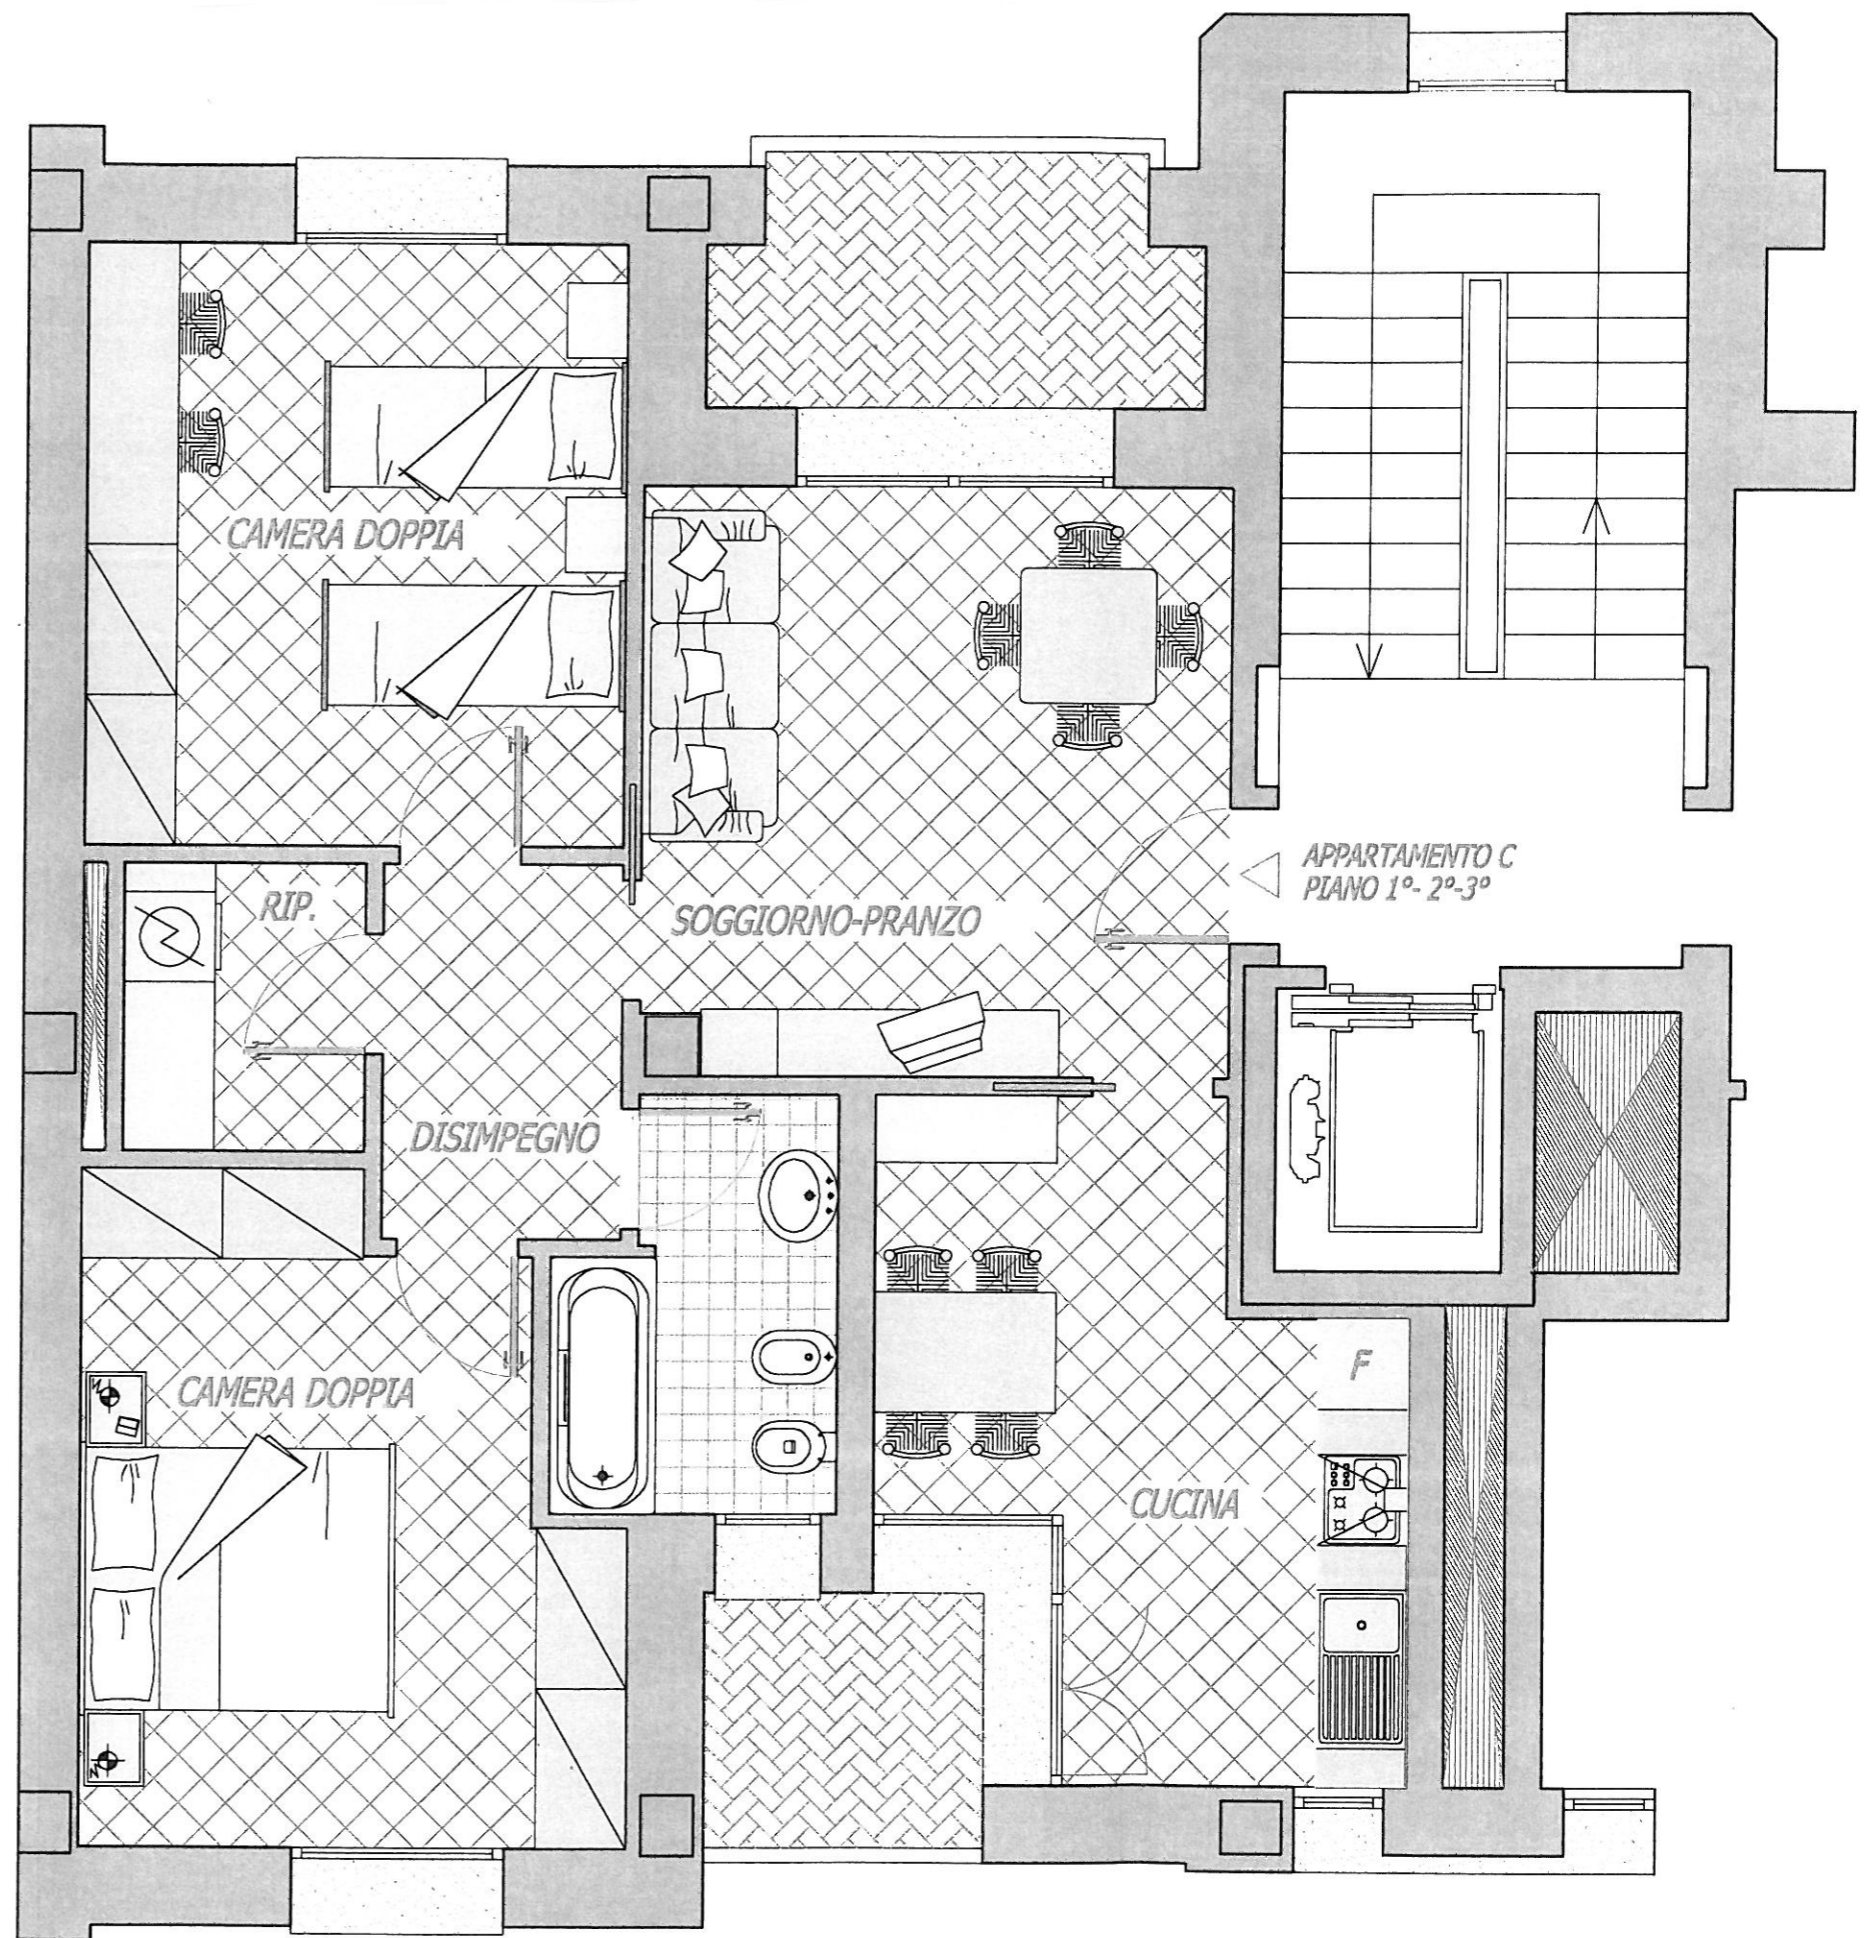 CAMERA DOPPIA
APPARTAMENTO C
PIANO 1°- 2°-3°
RIP.
SOGGIORNO-PRANZO
DISIMPEGNO
F
CAMERA DOPPIA
CUCINA